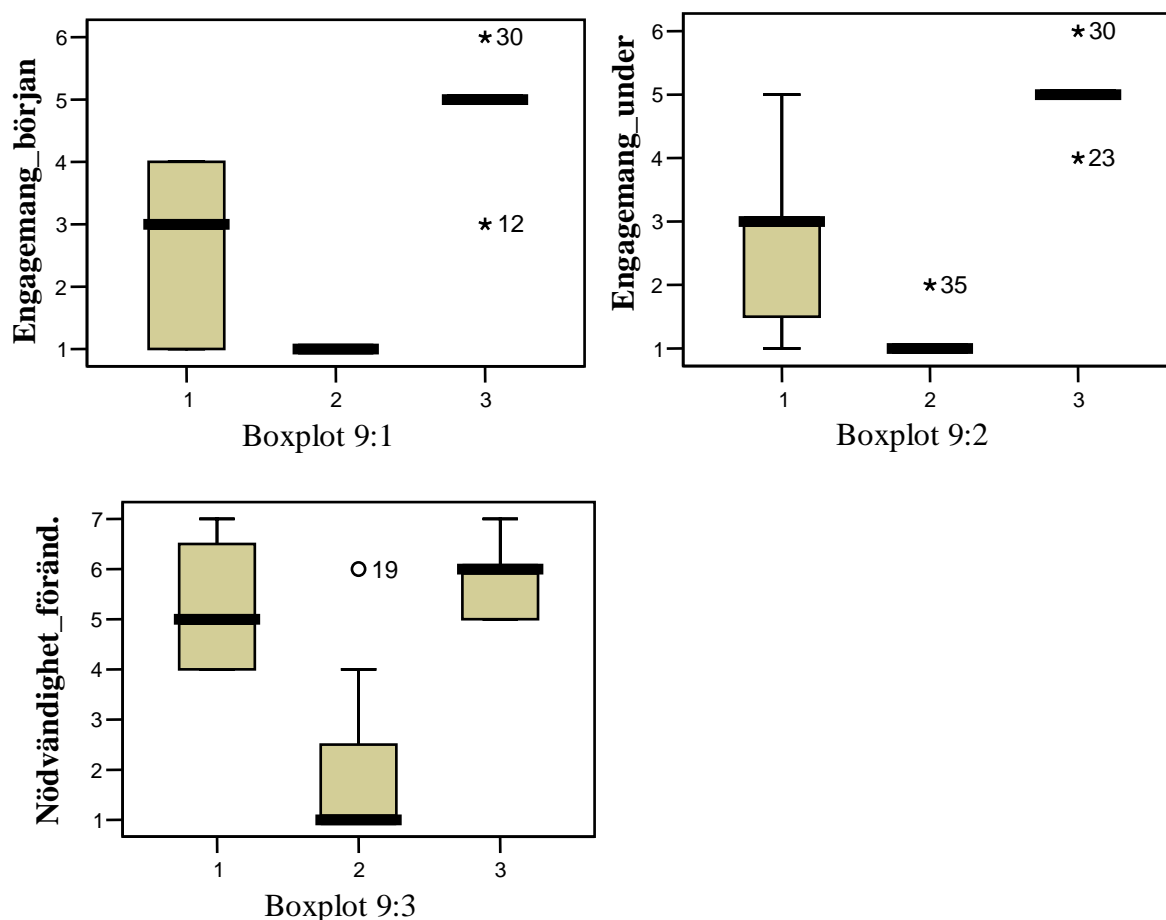 Engagemang_början
6
5
4
3
2
1
*30
*12
1 2 3
Boxplot 9:1
Engagemang_under
6
5
4
3
2
1
*30
*23
*35
1 2 3
Boxplot 9:2
Nödvändighet_föränd.
7
6
5
4
3
2
1
19
1 2 3
Boxplot 9:3